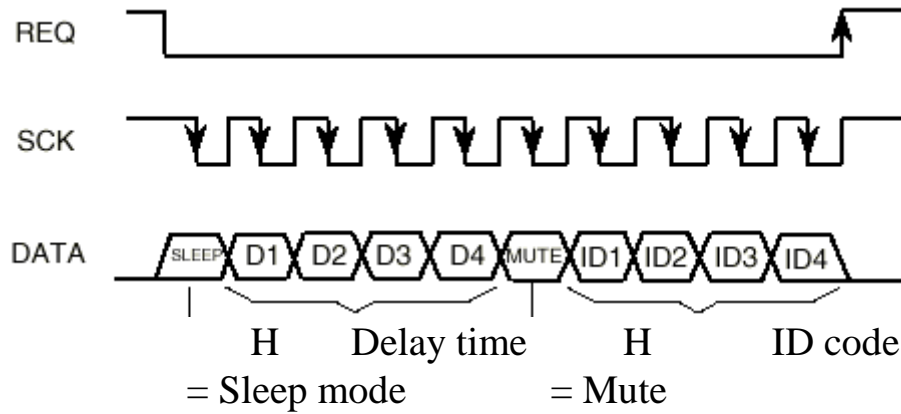 REQ
SCK
DATA SLEEP D1 D2 D3 D4 MUTE ID1 ID2 ID3 ID4
H Delay time H ID code
= Sleep mode = Mute